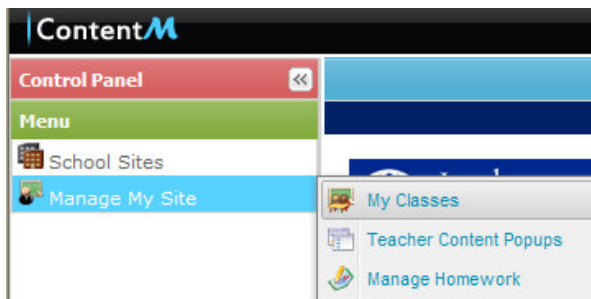 ContentM
Control Panel
Menu
School Sites
Manage My Site
My Classes
Teacher Content Popups
Manage Homework